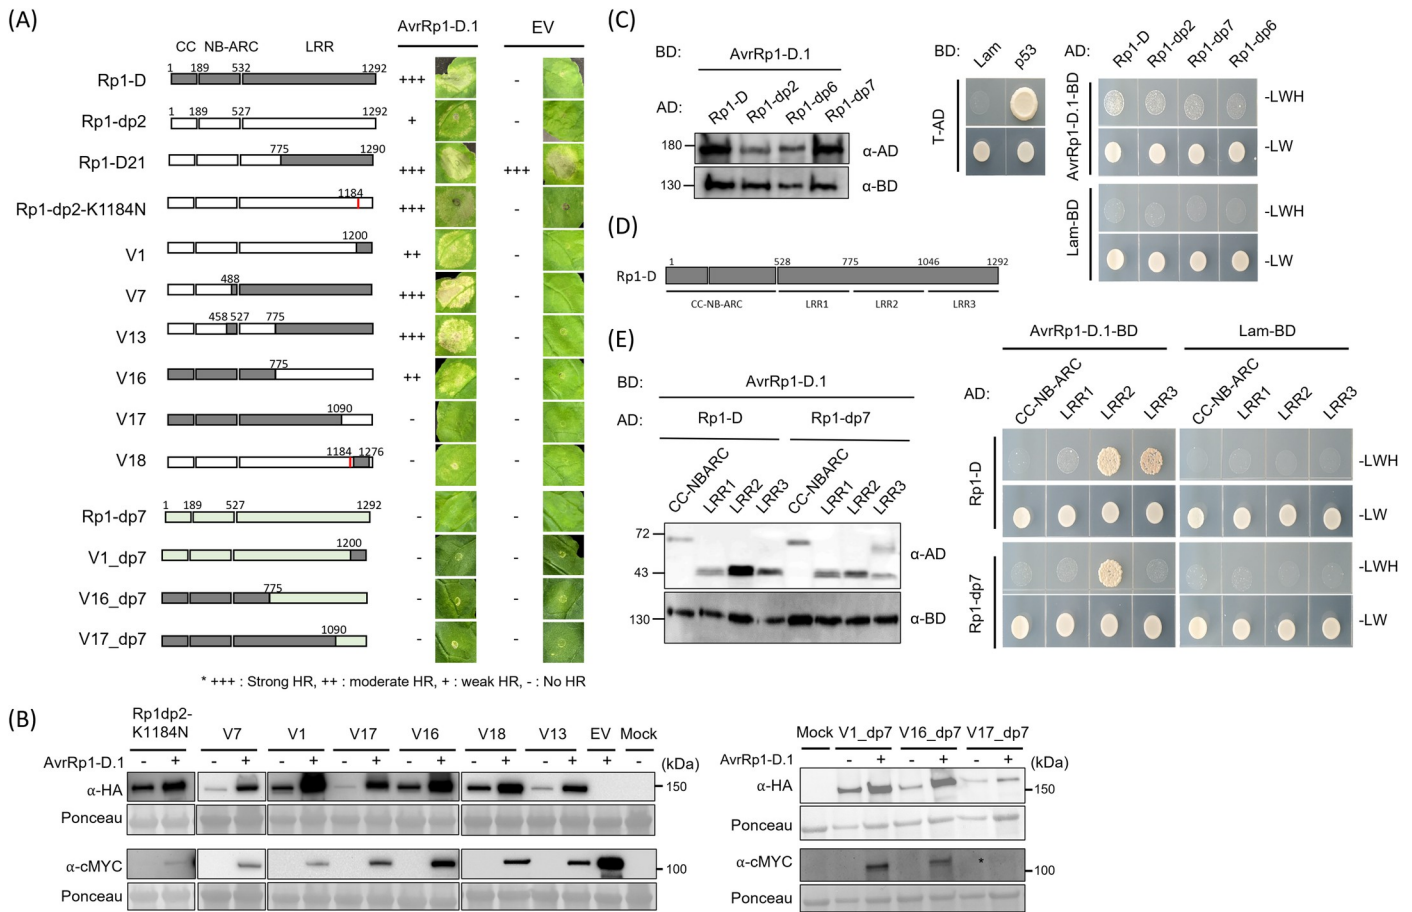 (A)
AvrRp1-D.1 EV
CC NB-ARC LRR
1 189 532 1292
Rp1-D +++ -
1 189 527 1292
Rp1-dp2 + -
775 1290
Rp1-D21 +++ +++
1184
Rp1-dp2-K1184N +++ -
1200
V1 ++ -
488
V7 +++ -
458 527 775
V13 +++ -
775
V16 ++ -
1090
V17 - -
1184 1276
V18 - -
1 189 527 1292
Rp1-dp7 - -
1200
V1_dp7 - -
775
V16_dp7 - -
1090
V17_dp7 - -
* +++ : Strong HR, ++ : moderate HR, + : weak HR, - : No HR
(B)
Rp1dp2-
K1184N V7 V1 V17 V16 V18 V13 EV Mock
AvrRp1-D.1 - + - + - + - + - + - + - + + - (kDa)
α-HA 150
Ponceau
α-cMYC 100
Ponceau
Mock V1_dp7 V16_dp7 V17_dp7
AvrRp1-D.1 - + - + - + (kDa)
α-HA 150
Ponceau
α-cMYC * 100
Ponceau
(C)
BD: AvrRp1-D.1
AD: Rp1-D Rp1-dp2 Rp1-dp6 Rp1-dp7
180 α-AD
130 α-BD
BD: Lam p53
T-AD
AD: Rp1-D Rp1-dp2 Rp1-dp7 Rp1-dp6
AvrRp1-D.1-BD
-LWH
-LW
Lam-BD
-LWH
-LW
(D)
1 528 775 1046 1292
Rp1-D
CC-NB-ARC LRR1 LRR2 LRR3
(E)
BD: AvrRp1-D.1
AD: Rp1-D Rp1-dp7
CC-NBARC LRR1 LRR2 LRR3 CC-NBARC LRR1 LRR2 LRR3
72
α-AD
43
130 α-BD
AvrRp1-D.1-BD Lam-BD
AD: CC-NB-ARC LRR1 LRR2 LRR3 CC-NB-ARC LRR1 LRR2 LRR3
Rp1-D
-LWH
-LW
Rp1-dp7
-LWH
-LW